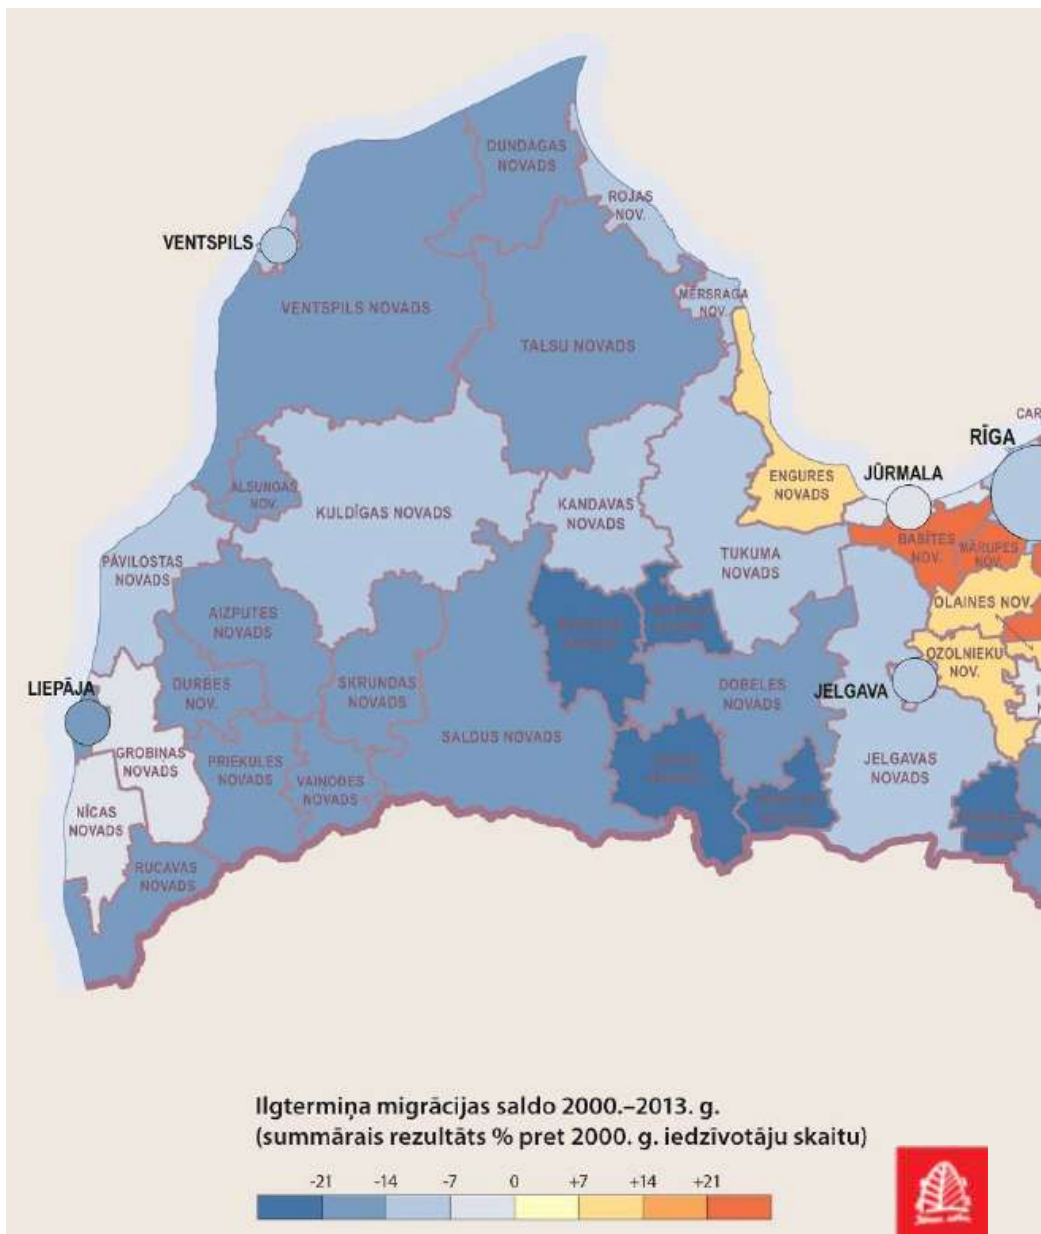 DUNDAGAS
NOVADS
ROJAS
NOV.
VENTSPILS
VENTSPILS NOVADS
MĒRSRAGA
NOV.
TALSU NOVADS
CAR
RĪGA
JŪRMALA
ENGURES
NOVADS
ALSUNGAS
NOV.
KULDĪGAS NOVADS
KANDAVAS
NOVADS
BABĪTES
NOV.
MĀRUPES
NOV.
TUKUMA
NOVADS
PĀVILOSTAS
NOVADS
AIZPUTES
NOVADS
OLAINES NOV.
OZOLNIEKU
NOV.
LIEPĀJA
DURBES
NOV.
SKRUNDAS
NOVADS
DOBELES
NOVADS
JELGAVA
SALDUS NOVADS
GROBIŅAS
NOVADS
PRIEKULES
NOVADS
VAIŅODES
NOVADS
JELGAVAS
NOVADS
NĪCAS
NOVADS
RUCAVAS
NOVADS
Ilgtermiņa migrācijas saldo 2000.–2013. g.
(summārais rezultāts % pret 2000. g. iedzīvotāju skaitu)
-21 -14 -7 0 +7 +14 +21